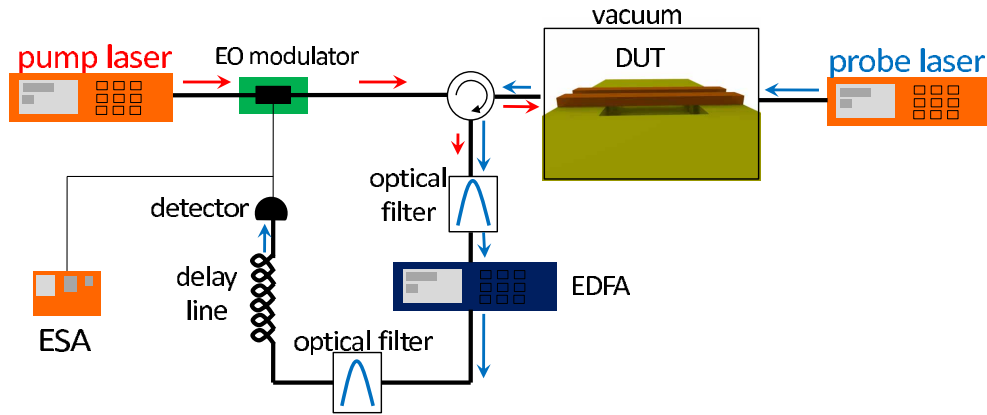 vacuum
pump laser
EO modulator
DUT
probe laser
optical
filter
detector
delay
line
EDFA
ESA
optical filter